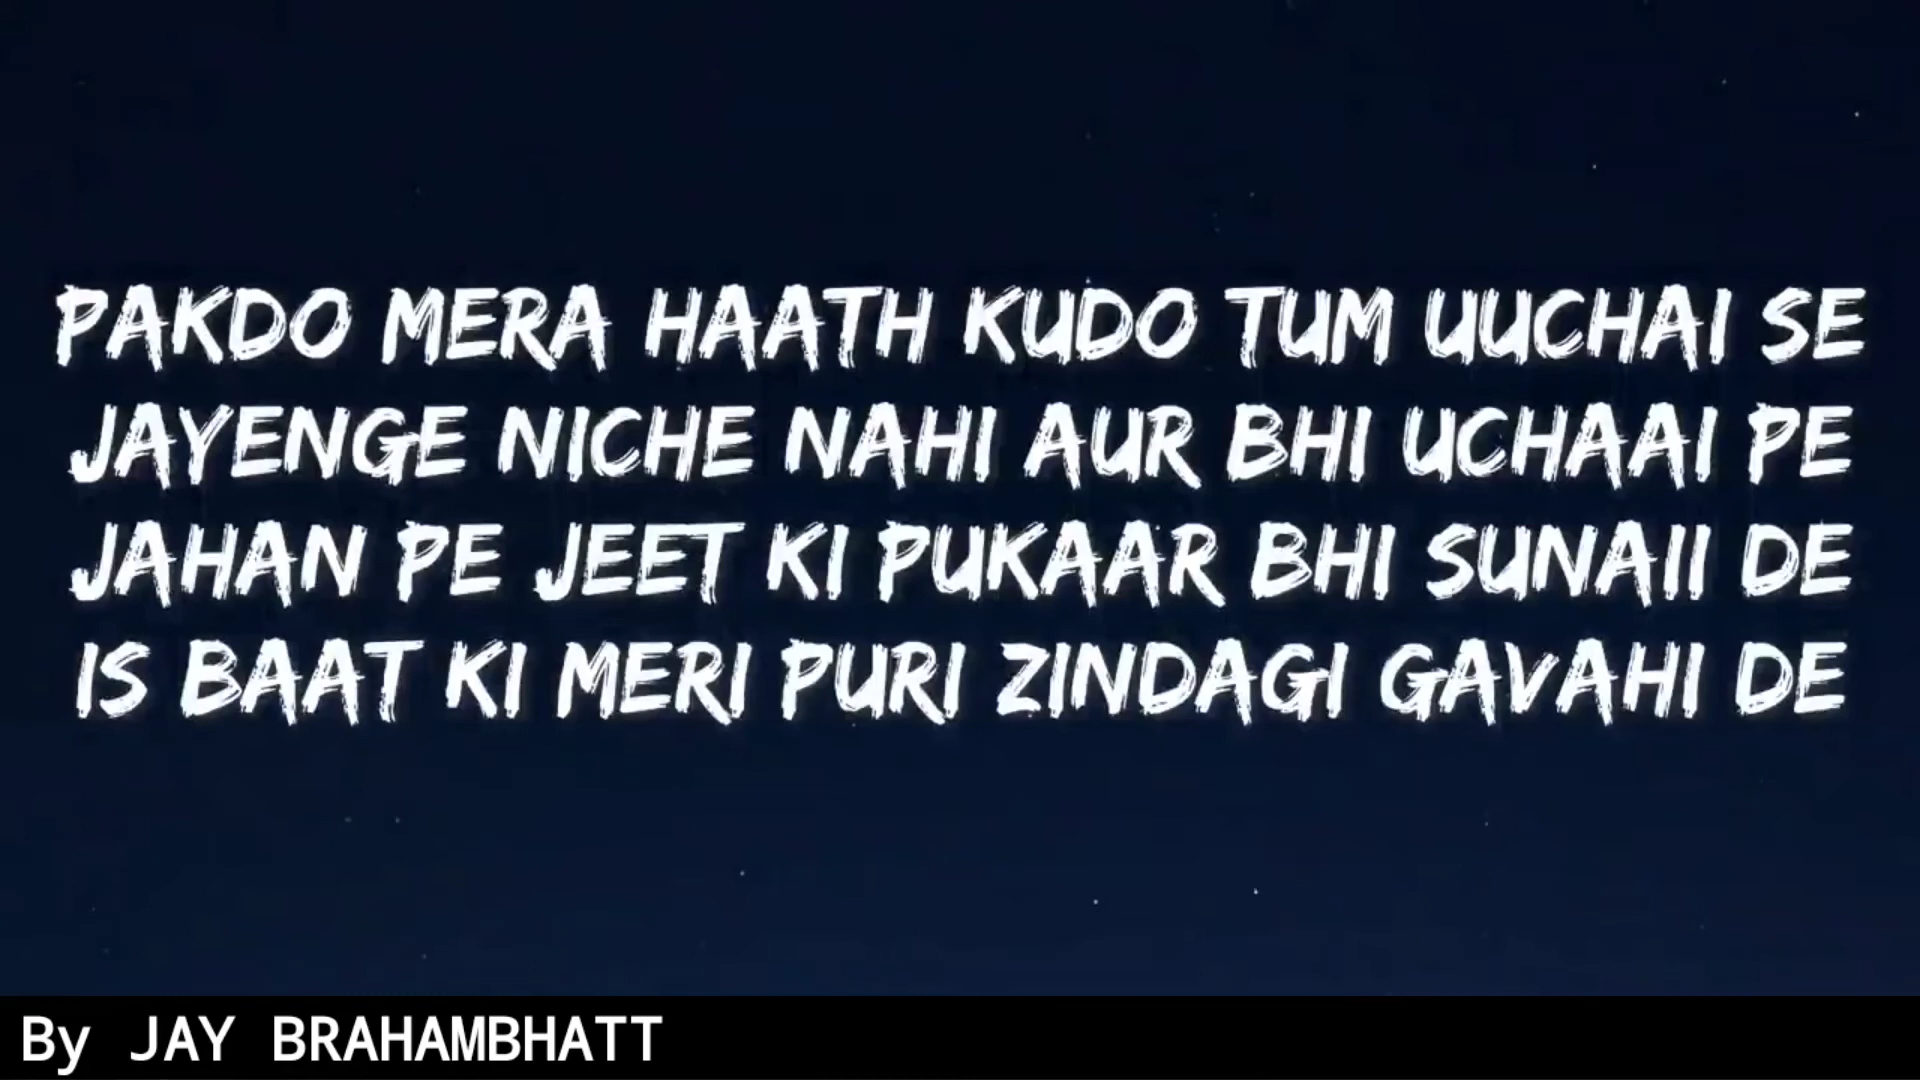 PAKDO MERA HAATH KUDO TUM UUCHAI SE
JAYENGE NICHE NAHI AUR BHI UCHAAI PE
JAHAN PE JEET KI PUKAAR BHI SUNAII DE
IS BAAT KI MERI PURI ZINDAGI GAVAHI DE
By JAY BRAHAMBHATT